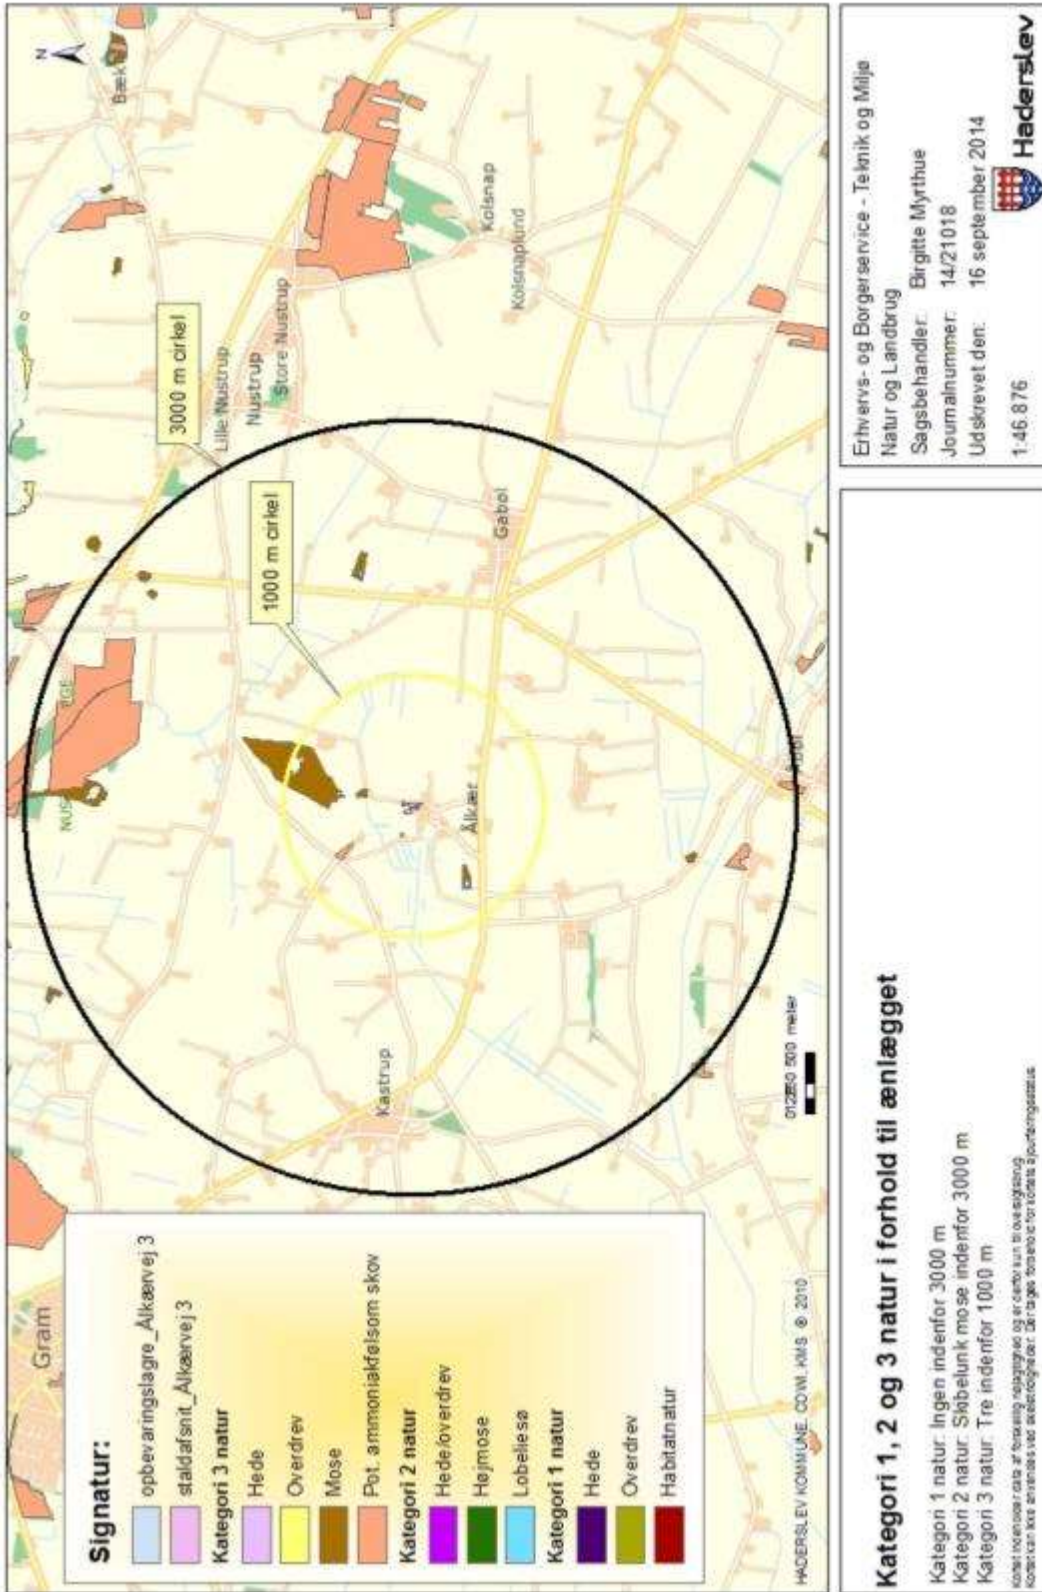 N
Bæk
3000 m cirkel
Lille Nustrup
Nustrup
Store Nustrup
Kolsnap
Kolsnaplund
1000 m cirkel
Gabøl
Ålkær
Kastrup
Gram
012550 500 meter
HADERSLEV KOMMUNE, COWI, KMS © 2010
Signatur:
opbevaringslagre_Ålkærvej 3
staldafsnit_Ålkærvej 3
Kategori 3 natur
Hede
Overdrev
Mose
Pot. ammoniakfølsom skov
Kategori 2 natur
Hede/overdrev
Højmose
Lobeliesø
Kategori 1 natur
Hede
Overdrev
Habitatnatur
Kategori 1, 2 og 3 natur i forhold til ænlægget
Kategori 1 natur: Ingen indenfor 3000 m
Kategori 2 natur: Skibelunk mose indenfor 3000 m
Kategori 3 natur: Tre indenfor 1000 m
Erhvervs- og Borgerservice - Teknik og Miljø
Natur og Landbrug
Sagsbehandler: Birgitte Myrthue
Journalnummer: 14/21018
Udskrevet den: 16 september 2014
1:46.876
Haderslev